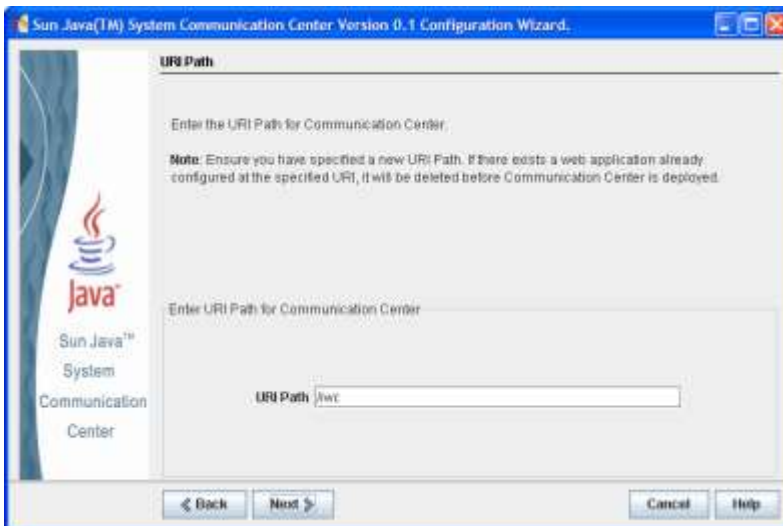 Sun Java(TM) System Communication Center Version 0.1 Configuration Wizard.
URI Path
Enter the URI Path for Communication Center.
Note: Ensure you have specified a new URI Path. If there exists a web application already
configured at the specified URI, it will be deleted before Communication Center is deployed.
Java™
Sun Java™
System
Communication
Center
Enter URI Path for Communication Center
URI Path /iwc
Back Next Cancel Help